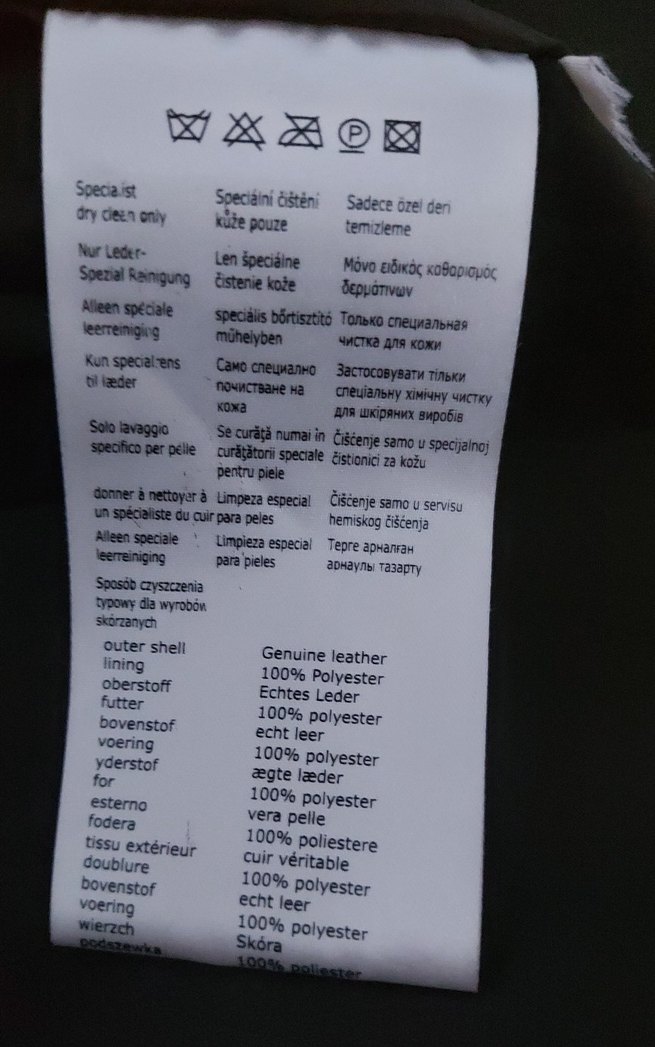 P
Specialist
dry clean only
Nur Leder-
Spezial Reinigung
Alleen spéciale
leerreiniging
Kun specialrens
til læder
Solo lavaggio
specifico per pelle
donner à nettoyer à
un spécialiste du cuir
Alleen speciale
leerreiniging
Sposób czyszczenia
typowy dla wyrobów
skórzanych
Speciální čištění
kůže pouze
Len špeciálne
čistenie kože
speciális bőrtisztító
műhelyben
Само специално
почистване на
кожа
Se curăţă numai in
curăţătorii speciale
pentru piele
Limpeza especial
para peles
Limpieza especial
para pieles
Sadece özel deri
temizleme
Μόνο ειδικός καθαρισμός
δερμάτινων
Только специальная
чистка для кожи
Застосовувати тільки
спеціальну хімічну чистку
для шкіряних виробів
Čišćenje samo u specijalnoj
čistionici za kožu
Čišćenje samo u servisu
hemiskog čišćenja
Терге арналған
арнаулы тазарту
outer shell Genuine leather
lining 100% Polyester
oberstoff Echtes Leder
futter 100% polyester
bovenstof echt leer
voering 100% polyester
yderstof ægte læder
for 100% polyester
esterno vera pelle
fodera 100% poliestere
tissu extérieur cuir véritable
doublure 100% polyester
bovenstof echt leer
voering 100% polyester
wierzch Skóra
podszewka 100% poliester